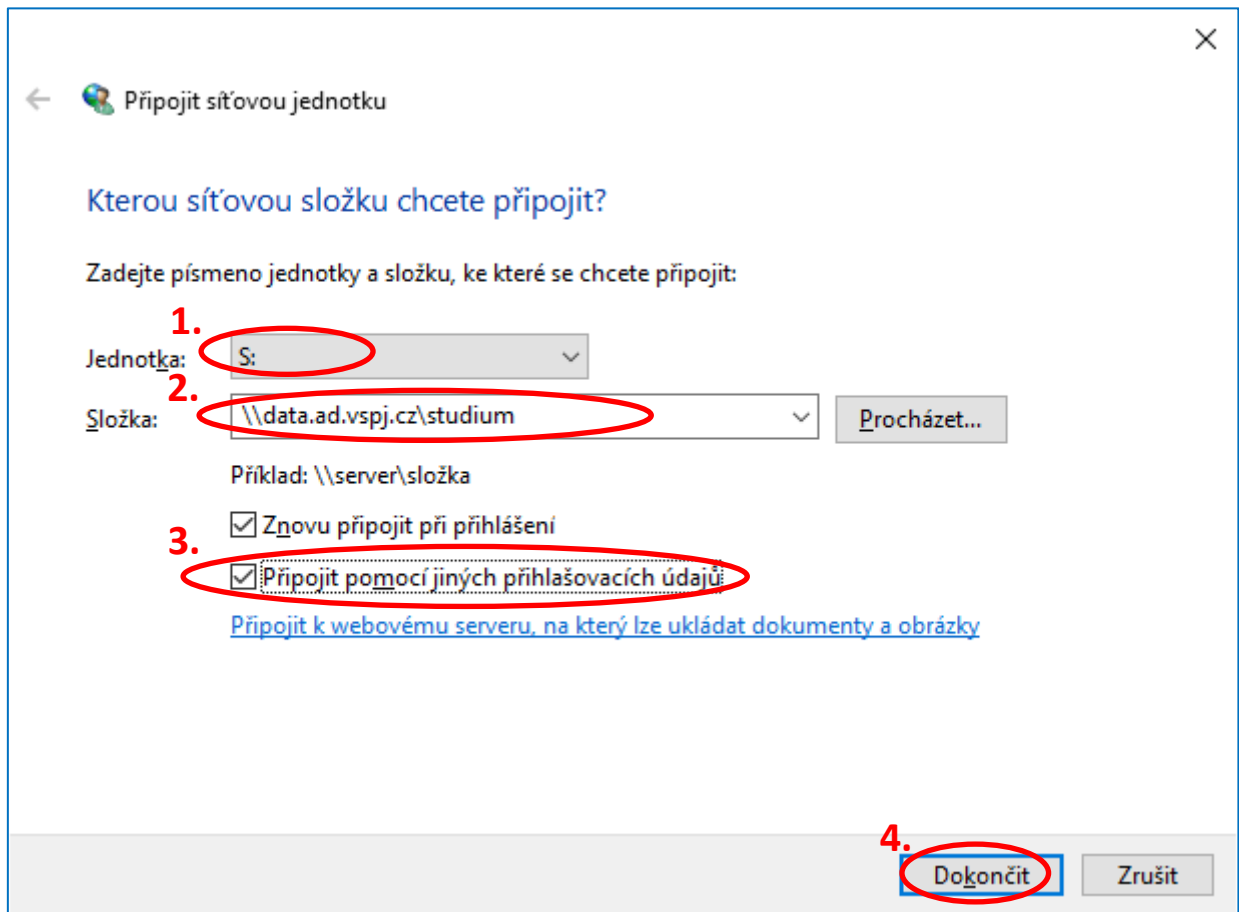 Připojit síťovou jednotku
Kterou síťovou složku chcete připojit?
Zadejte písmeno jednotky a složku, ke které se chcete připojit:
1.
Jednotka: S:
2.
Složka: \\data.ad.vspj.cz\studium Procházet...
Příklad: \\server\složka
Znovu připojit při přihlášení
3.
Připojit pomocí jiných přihlašovacích údajů
Připojit k webovému serveru, na který lze ukládat dokumenty a obrázky
4.
Dokončit Zrušit